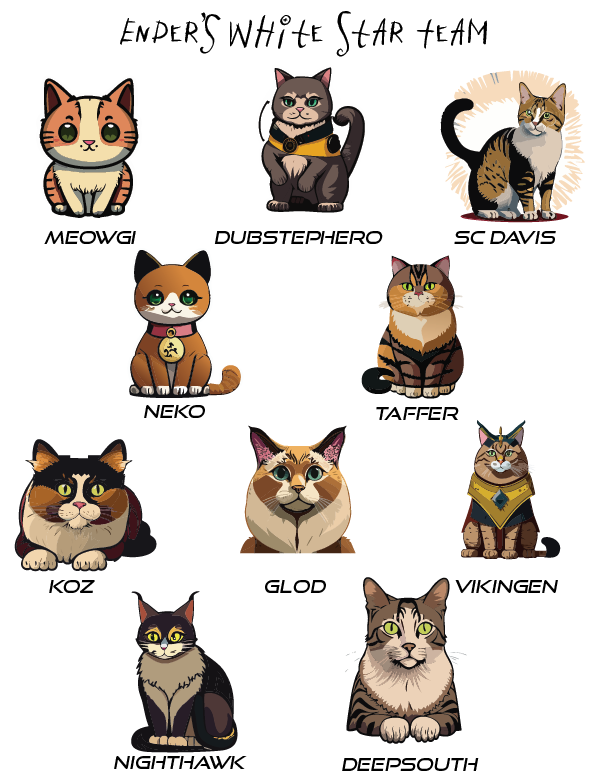 ENDER'S WHITE STAR TEAM
MEOWGI DUBSTEPHERO SC DAVIS
NEKO TAFFER
KOZ GLOD VIKINGEN
NIGHTHAWK DEEPSOUTH